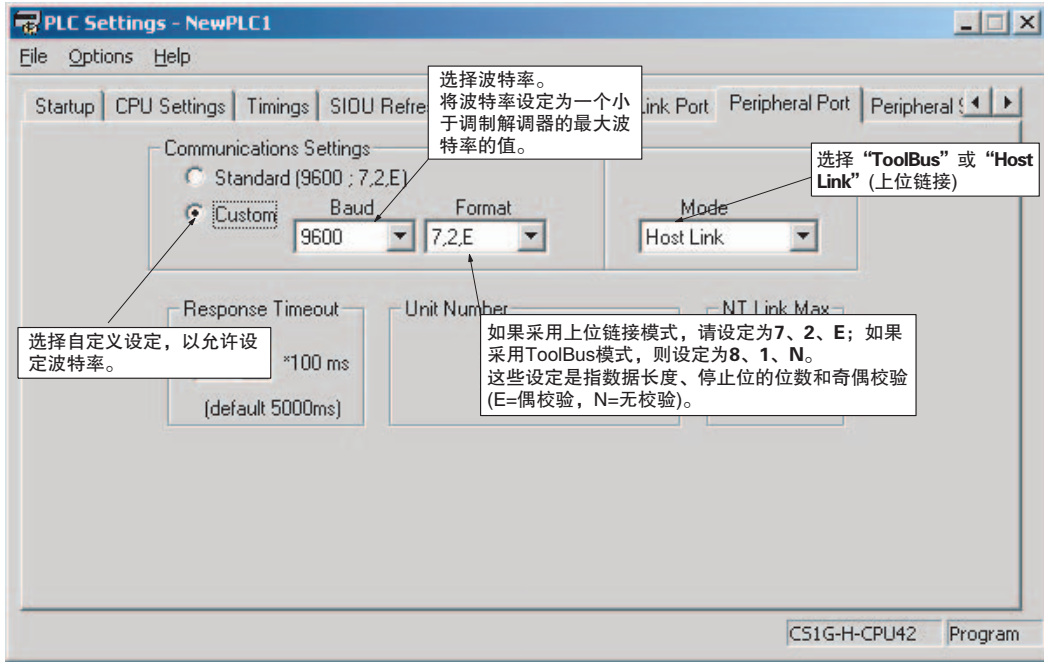 PLC Settings - NewPLC1
File Options Help
Startup CPU Settings Timings SIOU Refre Link Port Peripheral Port Peripheral
选择波特率。
将波特率设定为一个小
于调制解调器的最大波
特率的值。
选择“ToolBus”或“Host
Link”(上位链接)
Communications Settings
Standard (9600 ; 7,2,E)
Custom
Baud
Format
Mode
9600
7,2,E
Host Link
选择自定义设定，以允许设
定波特率。
Response Timeout
*100 ms
(default 5000ms)
Unit Number
NT Link Max
如果采用上位链接模式，请设定为7、2、E；如果
采用ToolBus模式，则设定为8、1、N。
这些设定是指数据长度、停止位的位数和奇偶校验
(E=偶校验，N=无校验)。
CS1G-H-CPU42 Program